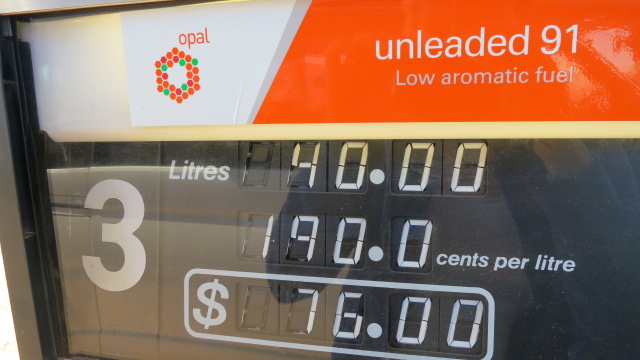 opal
unleaded 91
Low aromatic fuel
3
Litres 40.00
190.0 cents per litre
$ 76.00